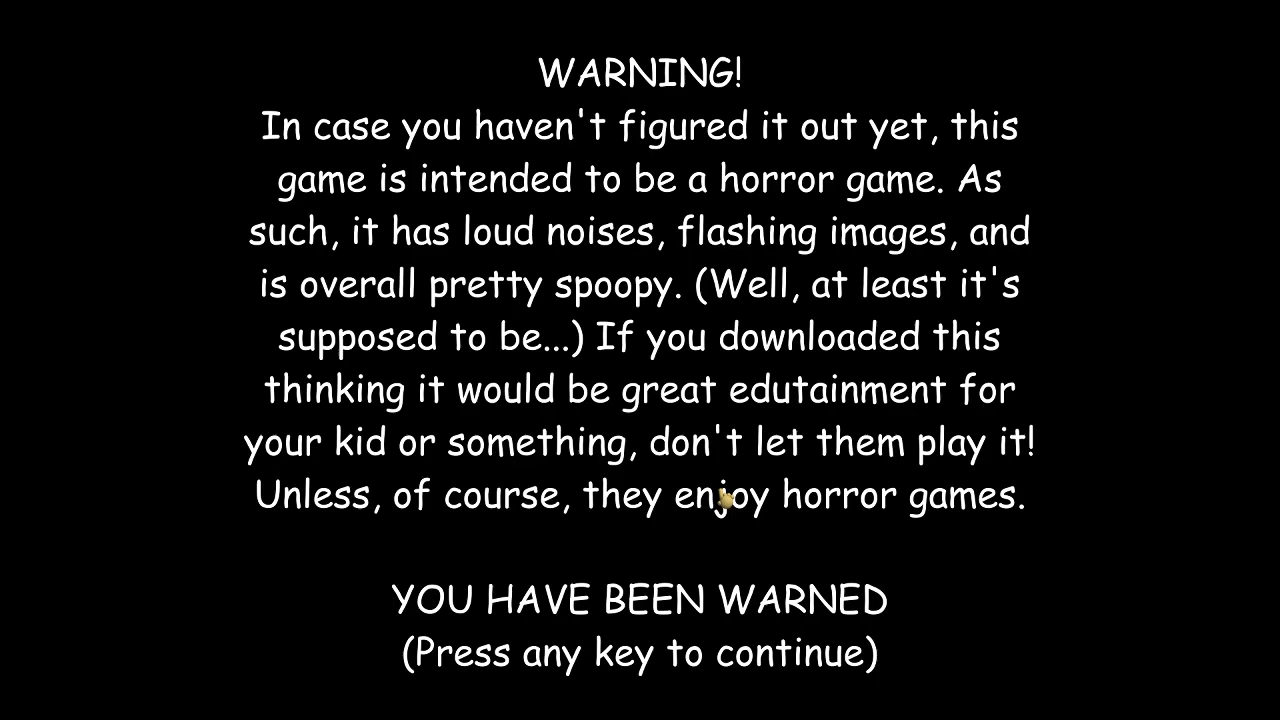 WARNING!
In case you haven't figured it out yet, this
game is intended to be a horror game. As
such, it has loud noises, flashing images, and
is overall pretty spoopy. (Well, at least it's
supposed to be...) If you downloaded this
thinking it would be great edutainment for
your kid or something, don't let them play it!
Unless, of course, they enjoy horror games.
YOU HAVE BEEN WARNED
(Press any key to continue)